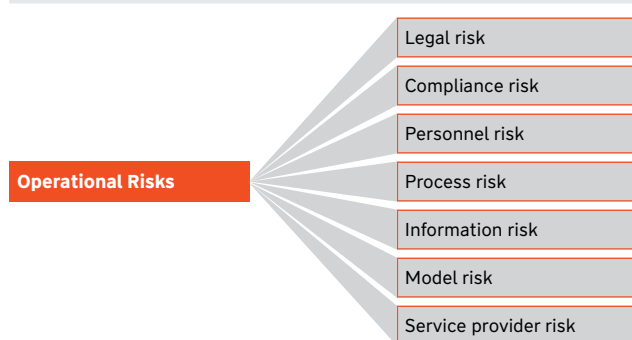 Legal risk
Compliance risk
Personnel risk
Operational Risks
Process risk
Information risk
Model risk
Service provider risk